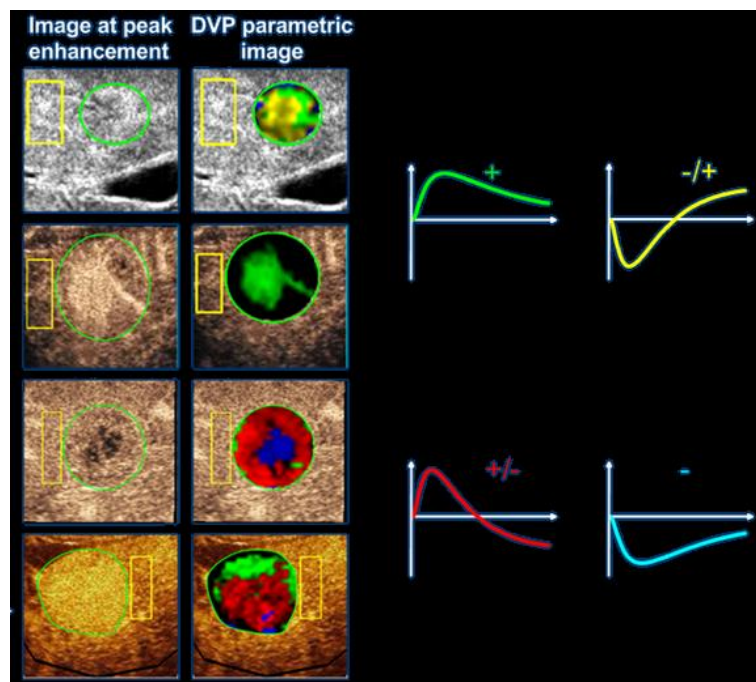 Image at peak
enhancement
DVP parametric
image
+
-/+
+/-
-